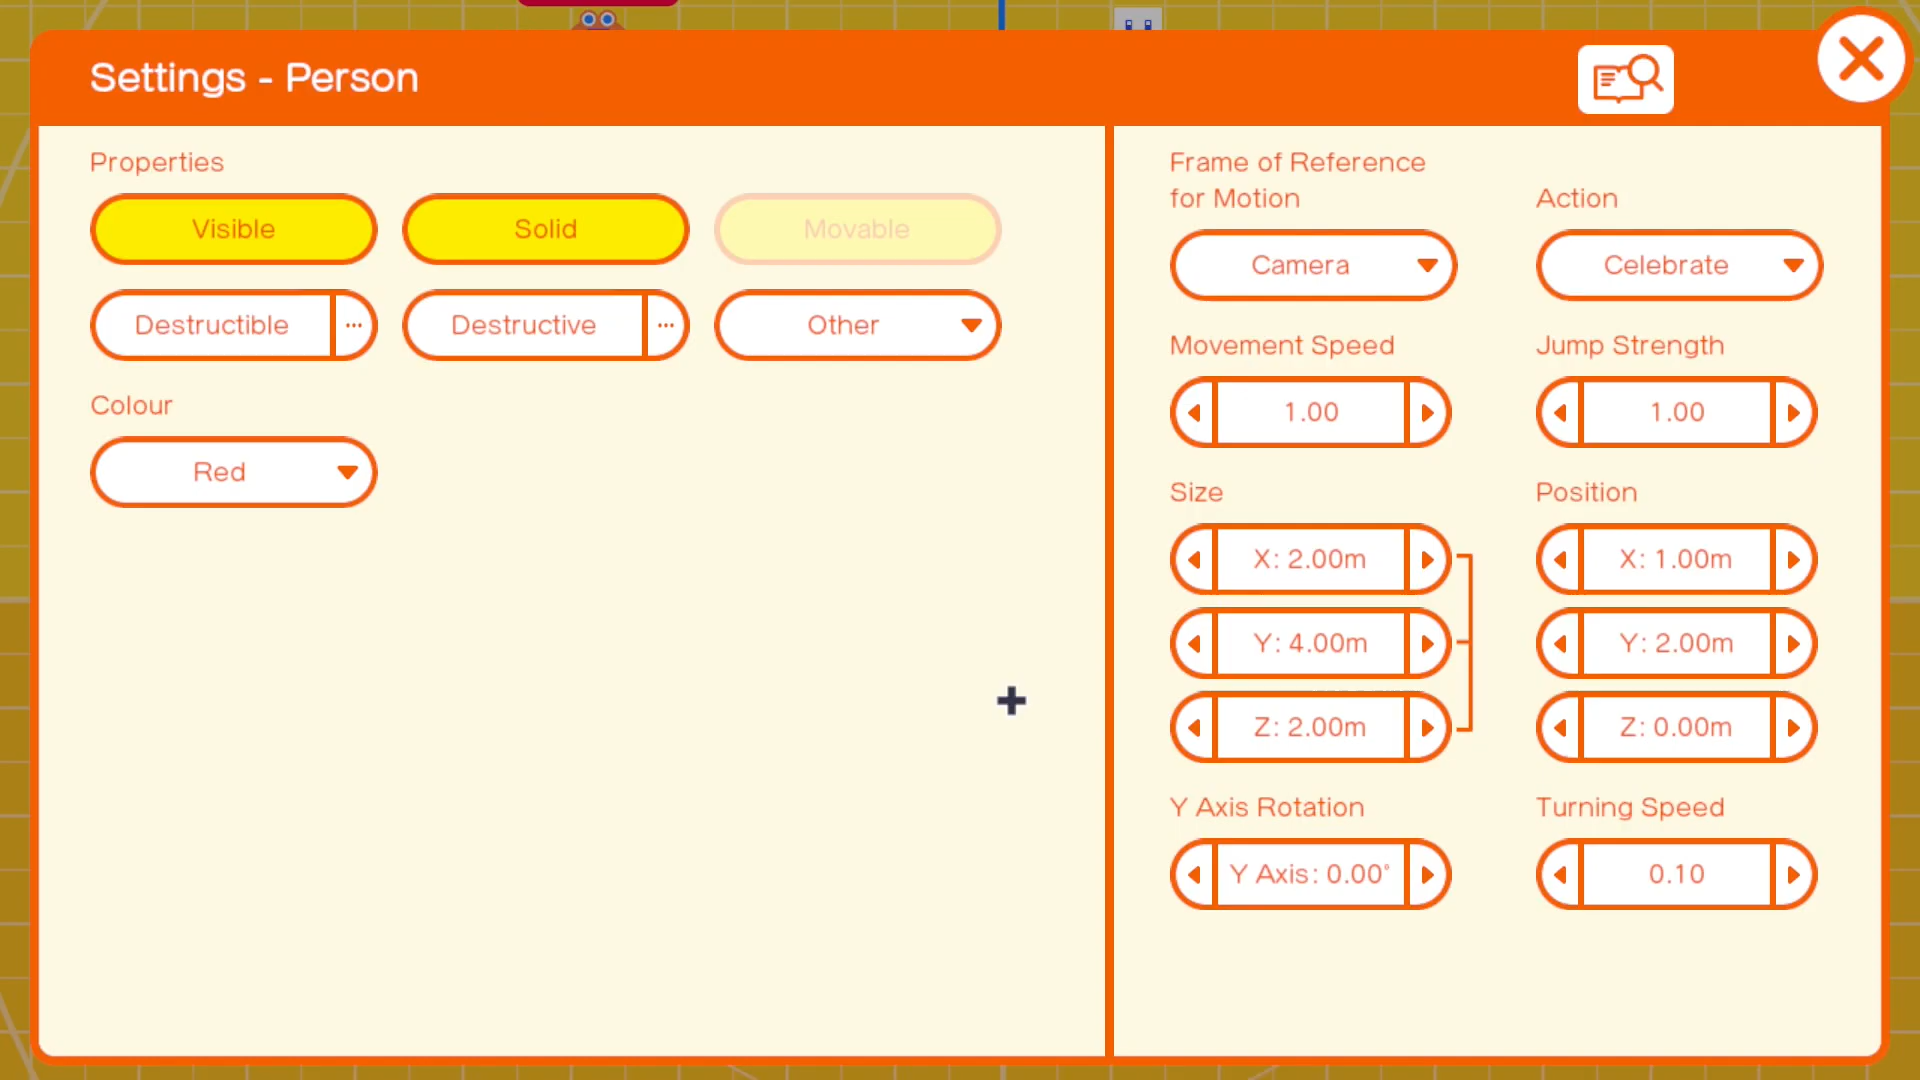 Settings - Person
Properties
Visible
Solid
Movable
Destructible
...
Destructive
...
Other
Colour
Red
Frame of Reference
for Motion
Camera
Action
Celebrate
Movement Speed
1.00
Jump Strength
1.00
Size
X: 2.00m
Y: 4.00m
Z: 2.00m
Position
X: 1.00m
Y: 2.00m
Z: 0.00m
Y Axis Rotation
Y Axis: 0.00°
Turning Speed
0.10